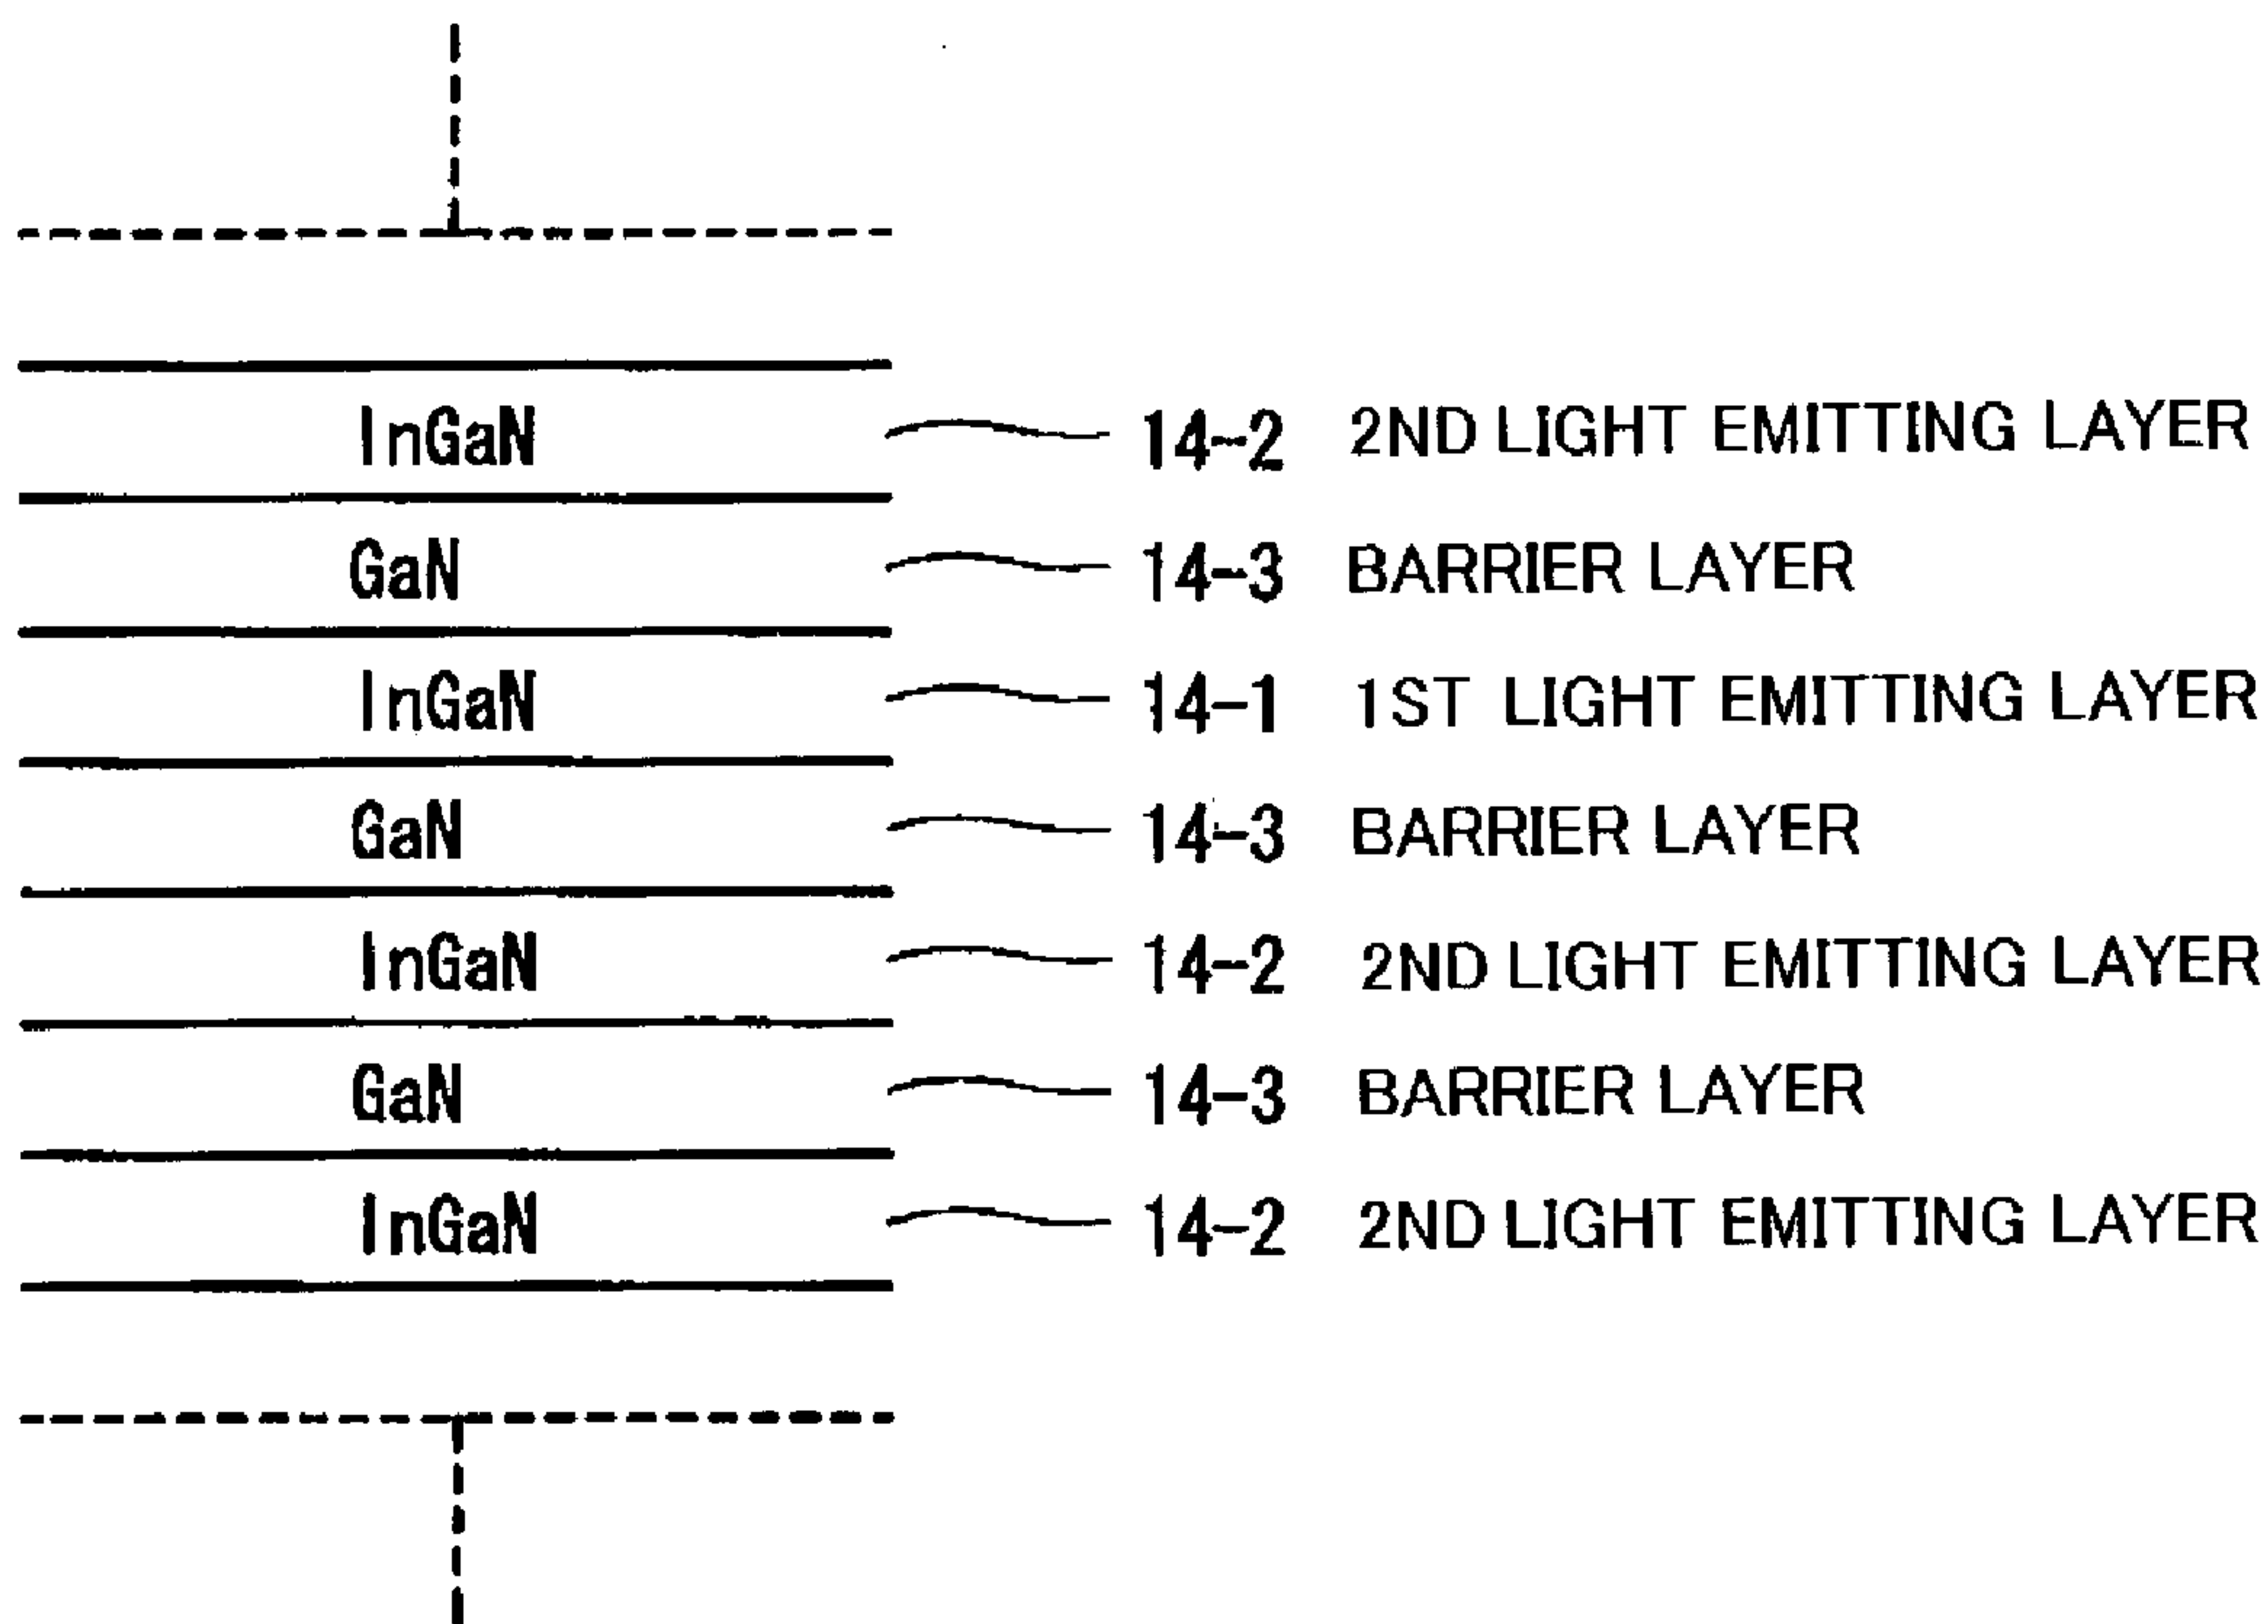 InGaN 14-2 2ND LIGHT EMITTING LAYER
GaN 14-3 BARRIER LAYER
InGaN 14-1 1ST LIGHT EMITTING LAYER
GaN 14-3 BARRIER LAYER
InGaN 14-2 2ND LIGHT EMITTING LAYER
GaN 14-3 BARRIER LAYER
InGaN 14-2 2ND LIGHT EMITTING LAYER